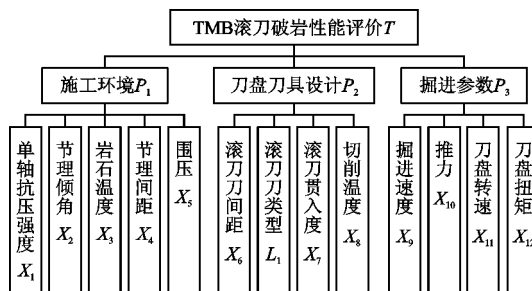 TMB滚刀破岩性能评价T
施工环境P₁
刀盘刀具设计P₂
掘进参数P₃
单轴抗压强度X₁
节理倾角X₂
岩石温度X₃
节理间距X₄
围压X₅
滚刀刀间距X₆
滚刀刀类型L₁
滚刀贯入度X₇
切削温度X₈
掘进速度X₉
推力X₁₀
刀盘转速X₁₁
刀盘扭矩X₁₂